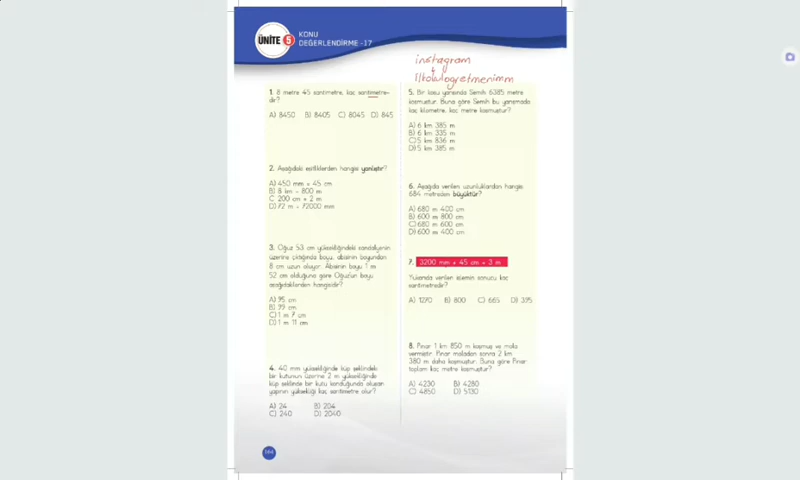 ÜNİTE 5
KONU
DEĞERLENDİRME -17
instagram
1. 8 metre 45 santimetre, kaç santimetre-
dir?
A) 8450 B) 8405 C) 8045 D) 845
2. Aşağıdaki eşitliklerden hangisi yanlıştır?
A) 450 mm = 45 cm
B) 8 km = 800 m
C 200 cm = 2 m
D) 72 m = 72000 mm
3. Oğuz 53 cm yüksekliğindeki sandalyenin
üzerine çıktığında boyu, abisinin boyundan
8 cm uzun oluyor. Abisinin boyu 1 m
52 cm olduğuna göre Oğuz'un boyu
aşağıdakilerden hangisidir?
A) 95 cm
B) 99 cm
C) 1 m 7 cm
D) 1 m 11 cm
4. 40 mm yüksekliğinde küp şeklindeki
bir kutunun üzerine 2 m yüksekliğinde
küp şeklinde bir kutu konduğunda oluşan
yapının yüksekliği kaç santimetre olur?
A) 24 B) 204
C) 240 D) 2040
5. Bir koşu yarışında Semih 6385 metre
koşmuştur. Buna göre Semih bu yarışmada
kaç kilometre, kaç metre koşmuştur?
A) 6 km 385 m
B) 6 km 335 m
C) 5 km 836 m
D) 5 km 385 m
6. Aşağıda verilen uzunluklardan hangisi
684 metreden büyüktür?
A) 680 m 400 cm
B) 600 m 800 cm
C) 680 m 600 cm
D) 600 m 400 cm
7. 3200 mm + 45 cm + 3 m
Yukarıda verilen işlemin sonucu kaç
santimetredir?
A) 1270 B) 800 C) 665 D) 395
8. Pınar 1 km 850 m koşmuş ve mola
vermiştir. Pınar moladan sonra 2 km
380 m daha koşmuştur. Buna göre Pınar
toplam kaç metre koşmuştur?
A) 4230 B) 4280
C) 4850 D) 5130